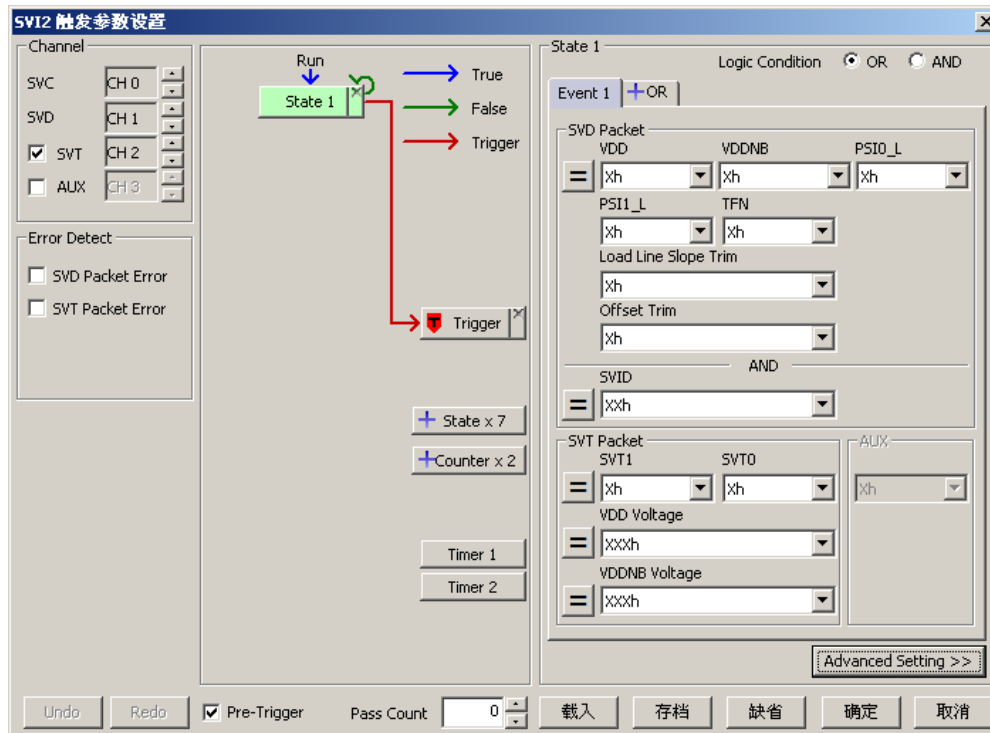 SVI2 触发参数设置
Channel
SVC CH 0
SVD CH 1
SVT CH 2
AUX CH 3
Error Detect
SVD Packet Error
SVT Packet Error
Run
State 1
True
False
Trigger
T Trigger
State x 7
Counter x 2
Timer 1
Timer 2
State 1
Logic Condition OR AND
Event 1 OR
SVD Packet
VDD VDDNB PSI0_L
= Xh Xh Xh
PSI1_L TFN
Xh Xh
Load Line Slope Trim
Xh
Offset Trim
Xh
AND
SVID
= XXh
SVT Packet
SVT1 SVT0
= Xh Xh
VDD Voltage
= XXXh
VDDNB Voltage
= XXXh
AUX
Xh
Advanced Setting >>
Undo Redo Pre-Trigger Pass Count 0 载入 存档 缺省 确定 取消